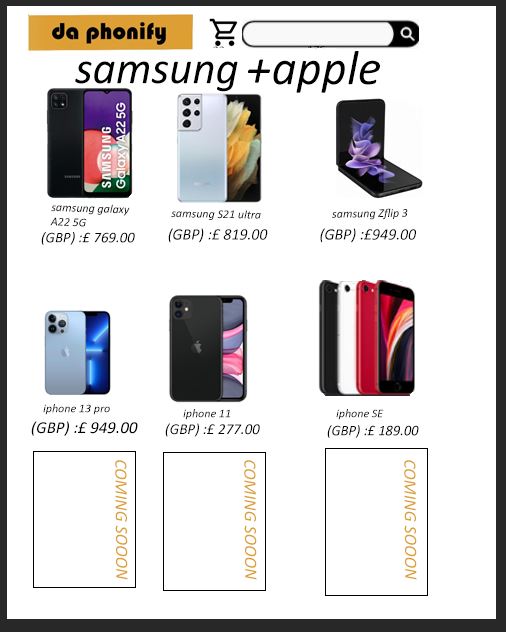 da phonify
samsung +apple
SAMSUNG
Galaxy A22 5G
samsung galaxy
A22 5G
(GBP) :£ 769.00
samsung S21 ultra
(GBP) :£ 819.00
samsung Zflip 3
(GBP) :£949.00
iphone 13 pro
(GBP) :£ 949.00
iphone 11
(GBP) :£ 277.00
iphone SE
(GBP) :£ 189.00
COMING SOOON
COMING SOOON
COMING SOOON